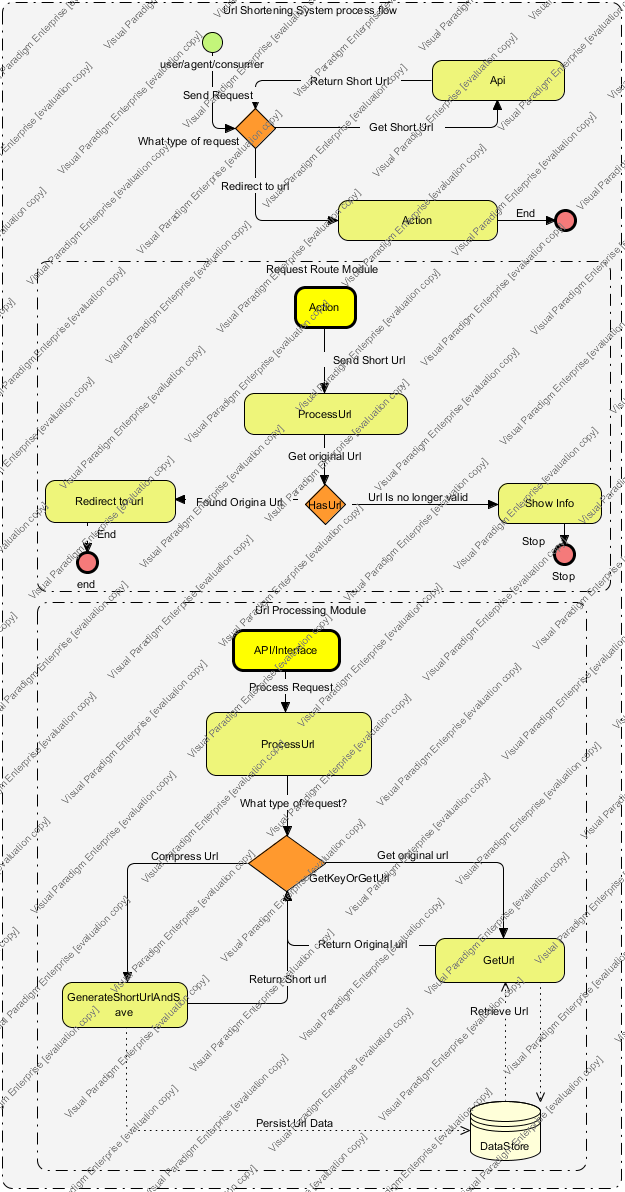 Url Shortening System process flow
user/agent/consumer
Return Short Url
Api
Send Request
What type of request
Get Short Url
Redirect to url
Action
End
Request Route Module
Action
Send Short Url
ProcessUrl
Get original Url
Redirect to url
Found Origina Url
HasUrl
Url Is no longer valid
Show Info
End
end
Stop
Stop
Url Processing Module
API/Interface
Process Request
ProcessUrl
What type of request?
Compress Url
Get original url
GetKeyOrGetUrl
Return Original url
GetUrl
Return Short url
GenerateShortUrlAndS
ave
Retrieve Url
Persist Url Data
DataStore
Visual Paradigm Enterprise [evaluation copy]